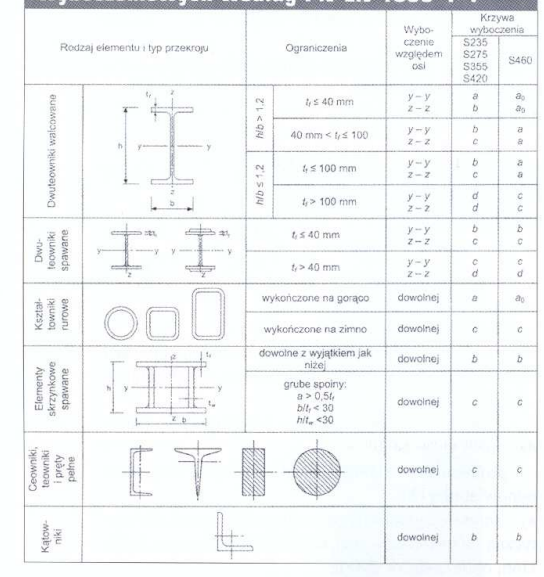 Rodzaj elementu i typ przekroju
Ograniczenia
Wybo-
czenie
względem
osi
Krzywa
wyboczenia
S235
S275
S355
S420
S460
Dwuteowniki walcowane
z
tf
h
y
y
z
b
h/b > 1,2
tf ≤ 40 mm
y – y
z – z
a
b
a0
a0
40 mm < tf ≤ 100
y – y
z – z
b
c
a
a
h/b ≤ 1,2
tf ≤ 100 mm
y – y
z – z
b
c
a
a
tf > 100 mm
y – y
z – z
d
d
c
c
Dwu-
teowniki
spawane
y
y
z
y
y
z
tf ≤ 40 mm
y – y
z – z
b
c
b
c
tf > 40 mm
y – y
z – z
c
d
c
d
Kształ-
towniki
rurowe
wykończone na gorąco
dowolnej
a
a0
wykończone na zimno
dowolnej
c
c
Elementy
skrzynkowe
spawane
z
tf
h
y
y
tw
z
b
dowolne z wyjątkiem jak
niżej
dowolnej
b
b
grube spoiny:
a > 0,5tf
b/tf < 30
h/tw <30
dowolnej
c
c
Ceowniki,
teowniki
i pręty
pełne
dowolnej
c
c
Kątow-
niki
dowolnej
b
b